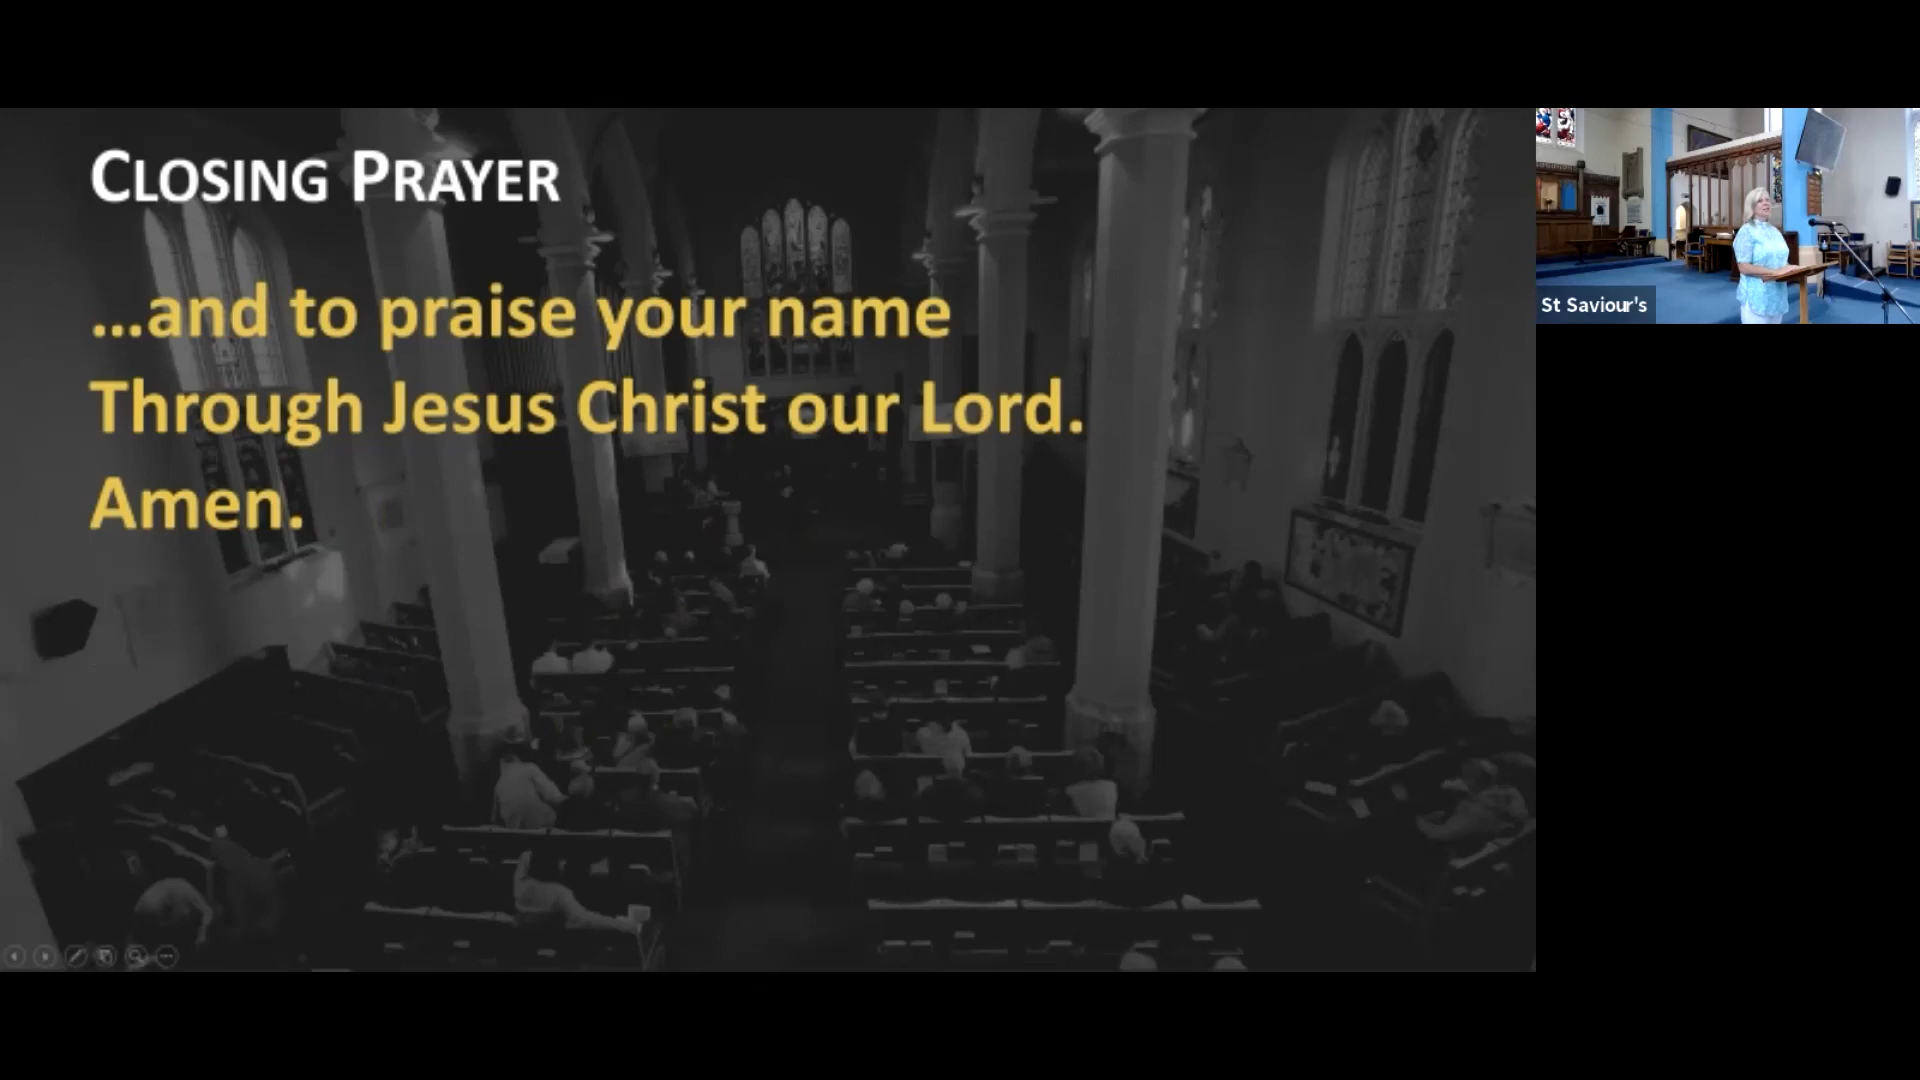 CLOSING PRAYER
...and to praise your name
Through Jesus Christ our Lord.
Amen.
St Saviour's